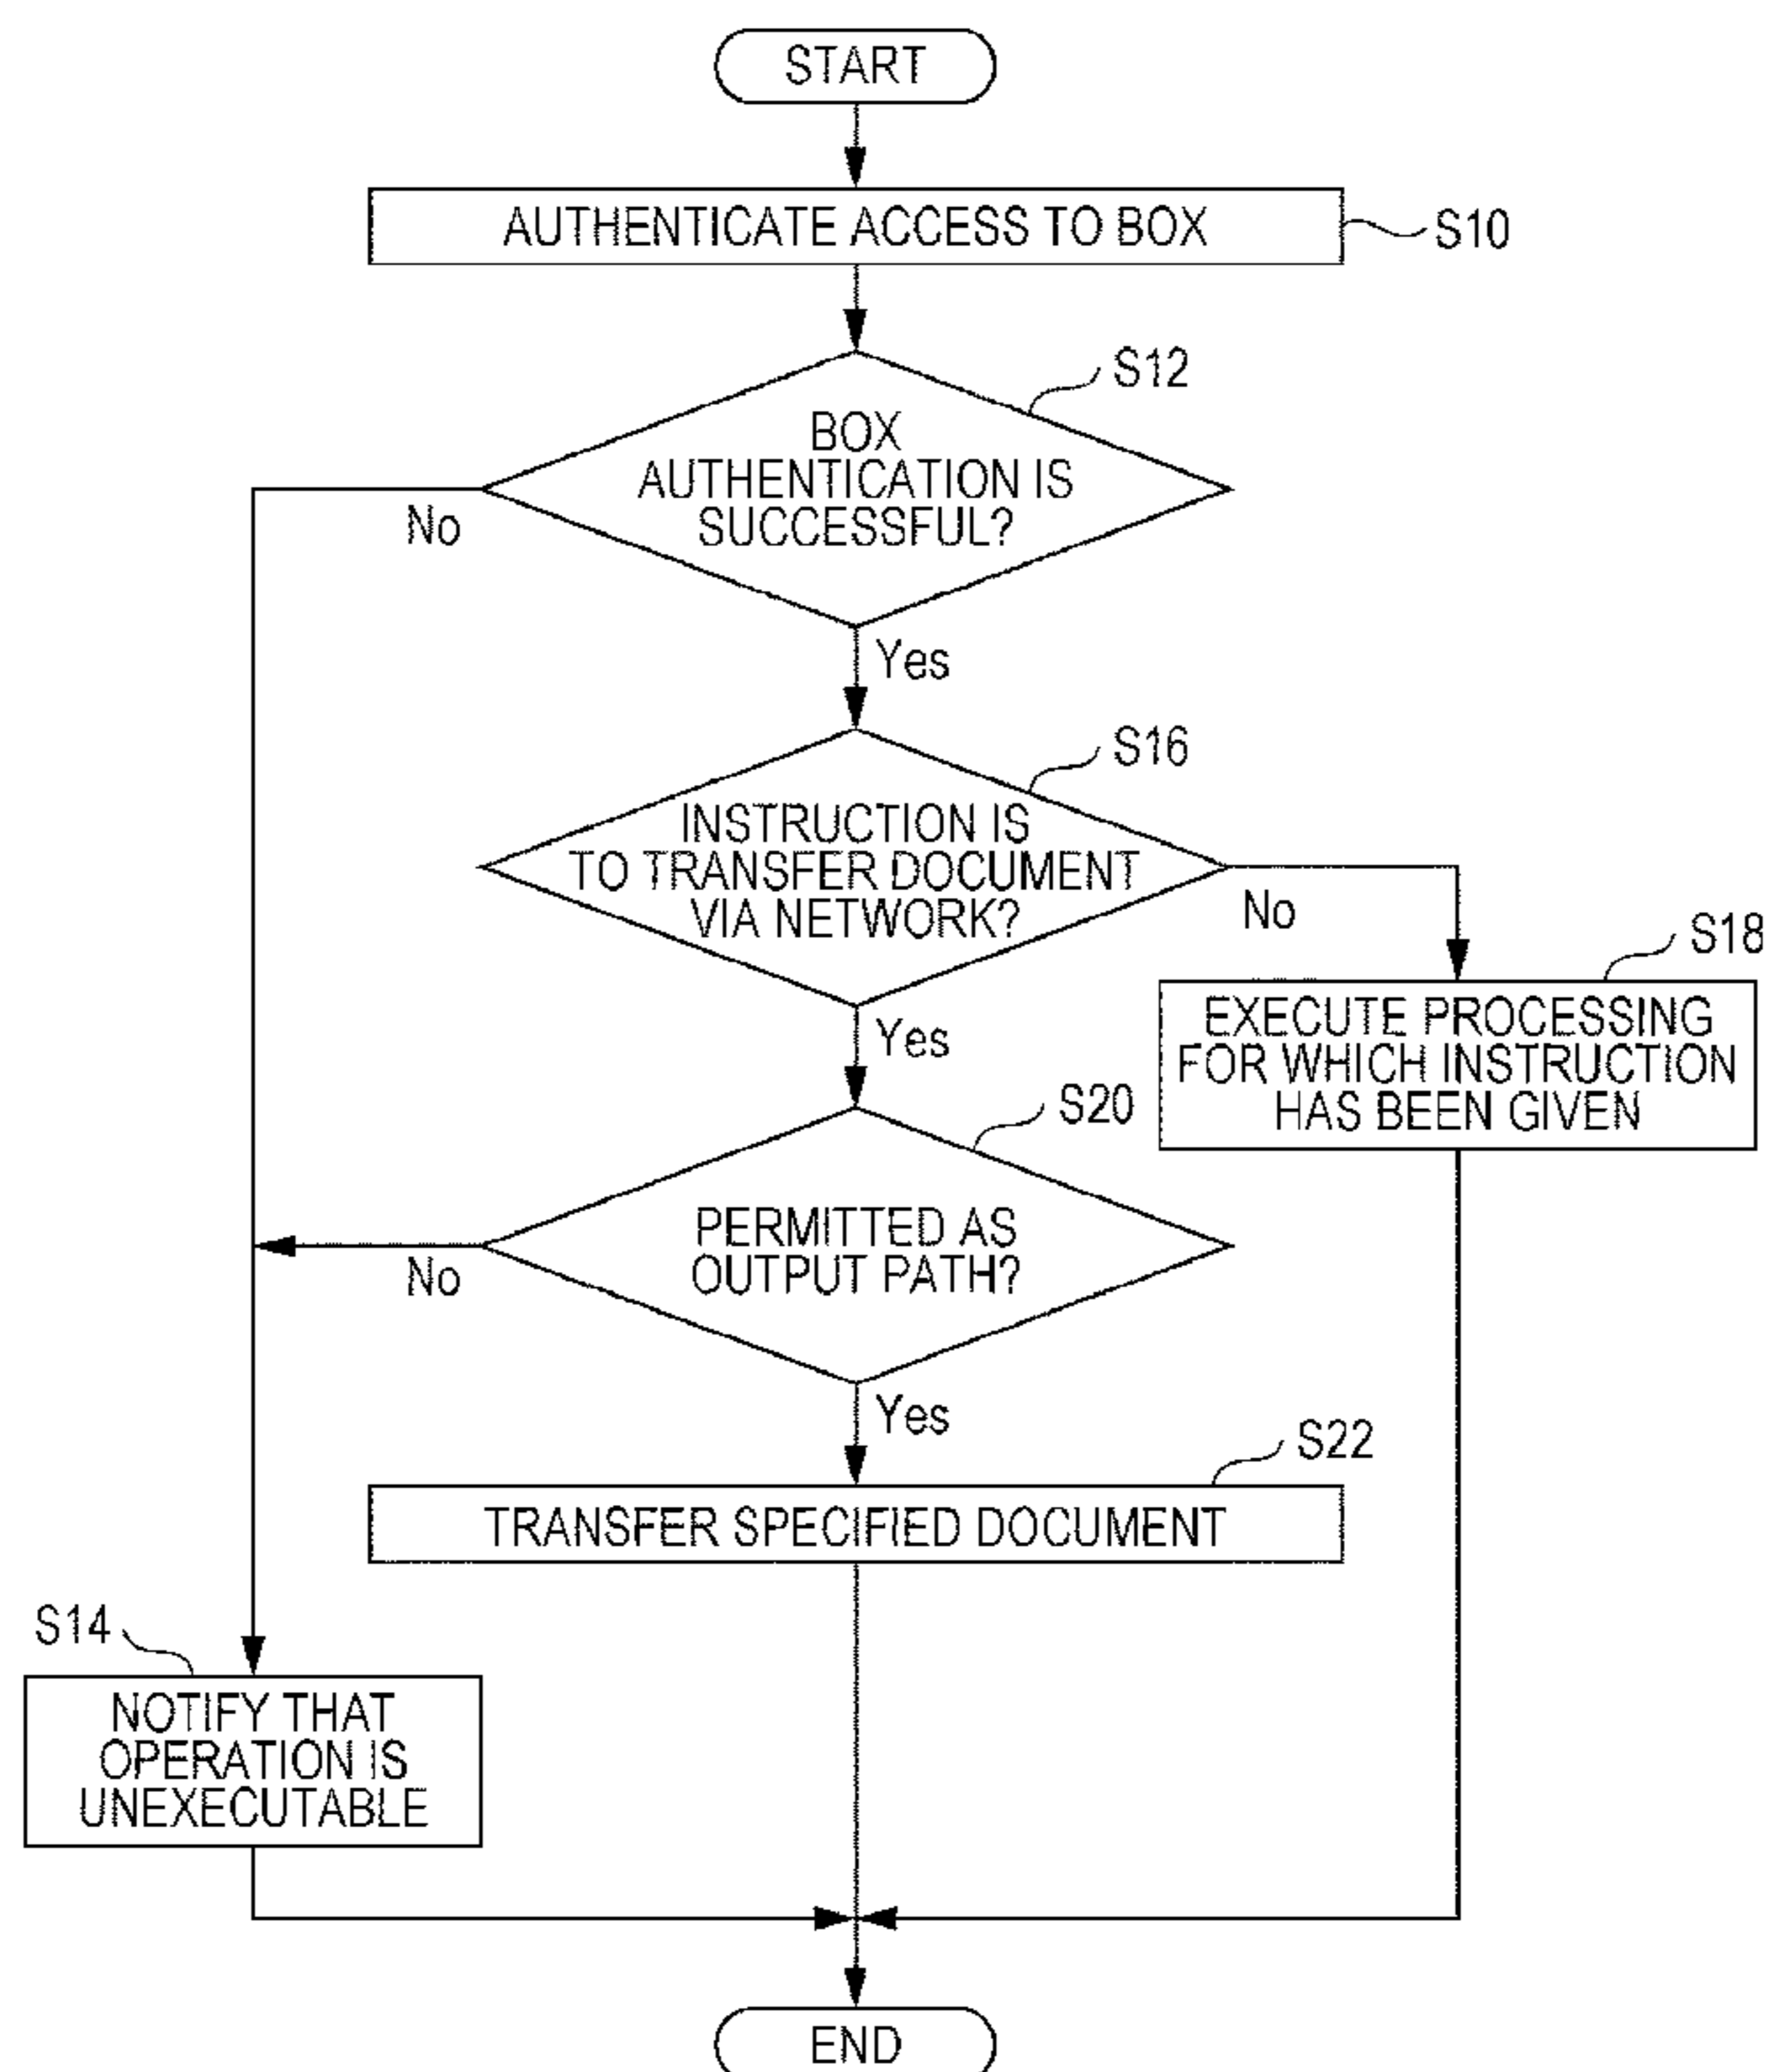 START
AUTHENTICATE ACCESS TO BOX
S10
S12
BOX
AUTHENTICATION IS
SUCCESSFUL?
No
Yes
S16
INSTRUCTION IS
TO TRANSFER DOCUMENT
VIA NETWORK?
No
S18
EXECUTE PROCESSING
FOR WHICH INSTRUCTION
HAS BEEN GIVEN
Yes
S20
PERMITTED AS
OUTPUT PATH?
No
Yes
S22
TRANSFER SPECIFIED DOCUMENT
S14
NOTIFY THAT
OPERATION IS
UNEXECUTABLE
END